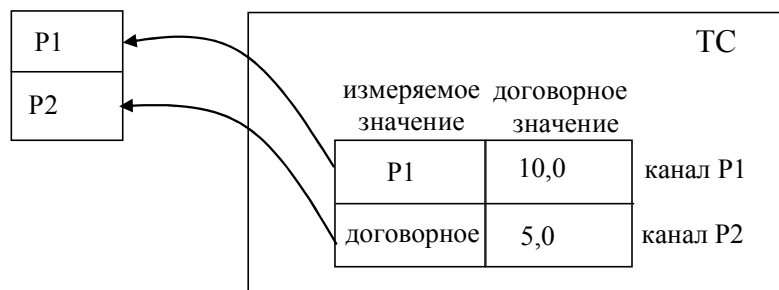 P1
P2
ТС
измеряемое значение
договорное значение
P1
10,0
канал P1
договорное
5,0
канал P2